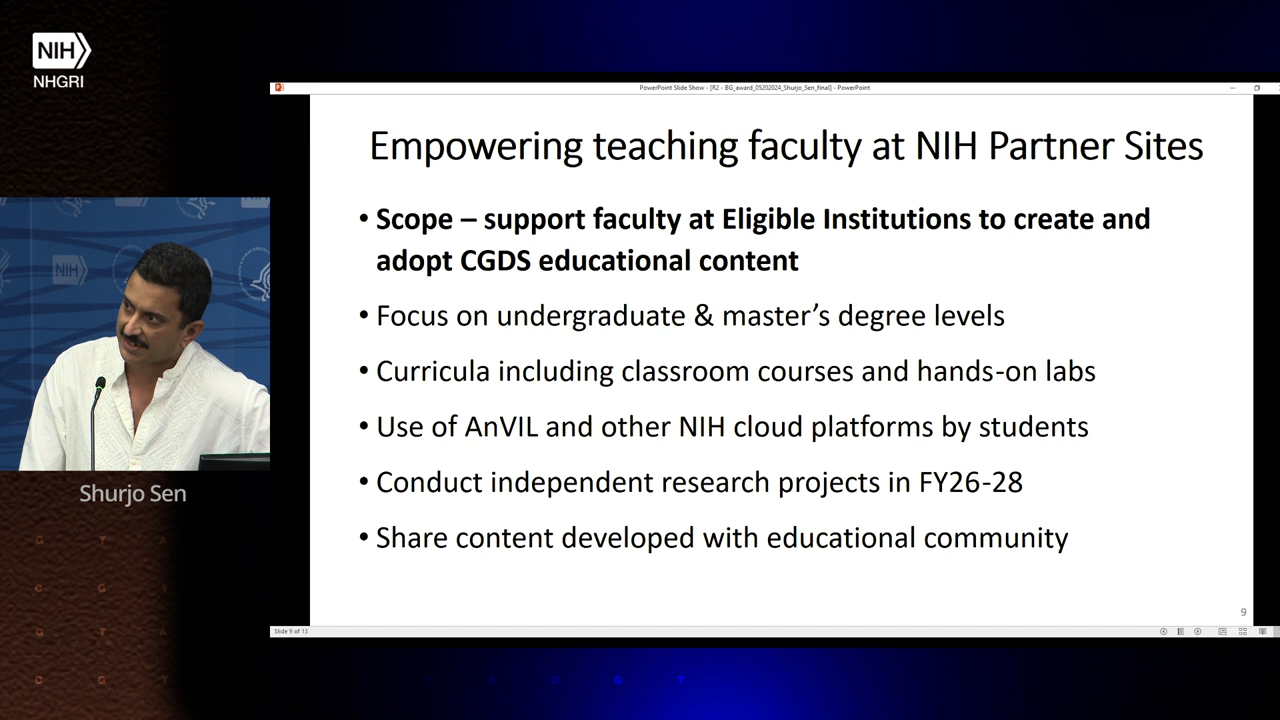 NIH
NHGRI
PowerPoint Slide Show - [R2 - BG_award_05202024_Shurjo_Sen_final] - PowerPoint
Empowering teaching faculty at NIH Partner Sites
• Scope – support faculty at Eligible Institutions to create and
adopt CGDS educational content
• Focus on undergraduate & master’s degree levels
• Curricula including classroom courses and hands-on labs
• Use of AnVIL and other NIH cloud platforms by students
• Conduct independent research projects in FY26-28
• Share content developed with educational community
9
Slide 9 of 13
NIH
Shurjo Sen
G T A
C G
G T A
C G T
G T